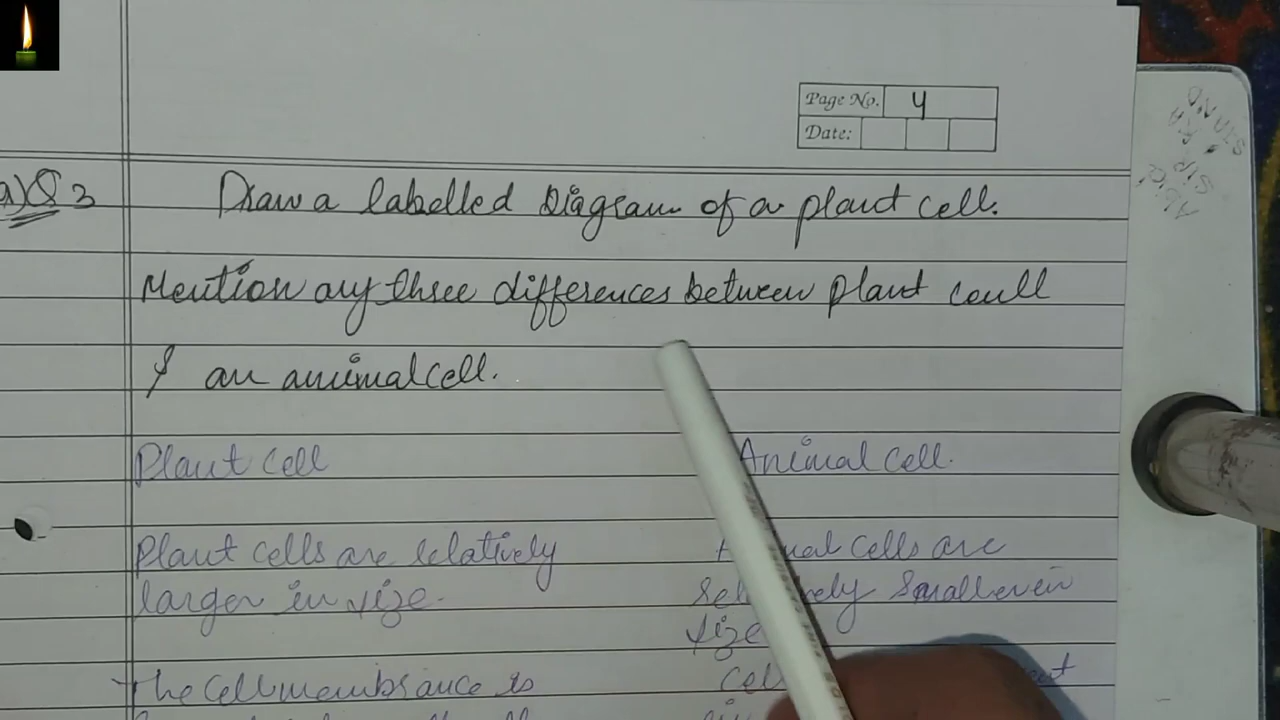 Page No. 4
Date:
a) Q 3 Draw a labelled Diagram of a plant cell.
Mention any three differences between plant ceull
& an animal cell.
Plant cell Animal cell.
Plant cells are relatively cells are
larger in size. Smaller in
size
The cell membrance is